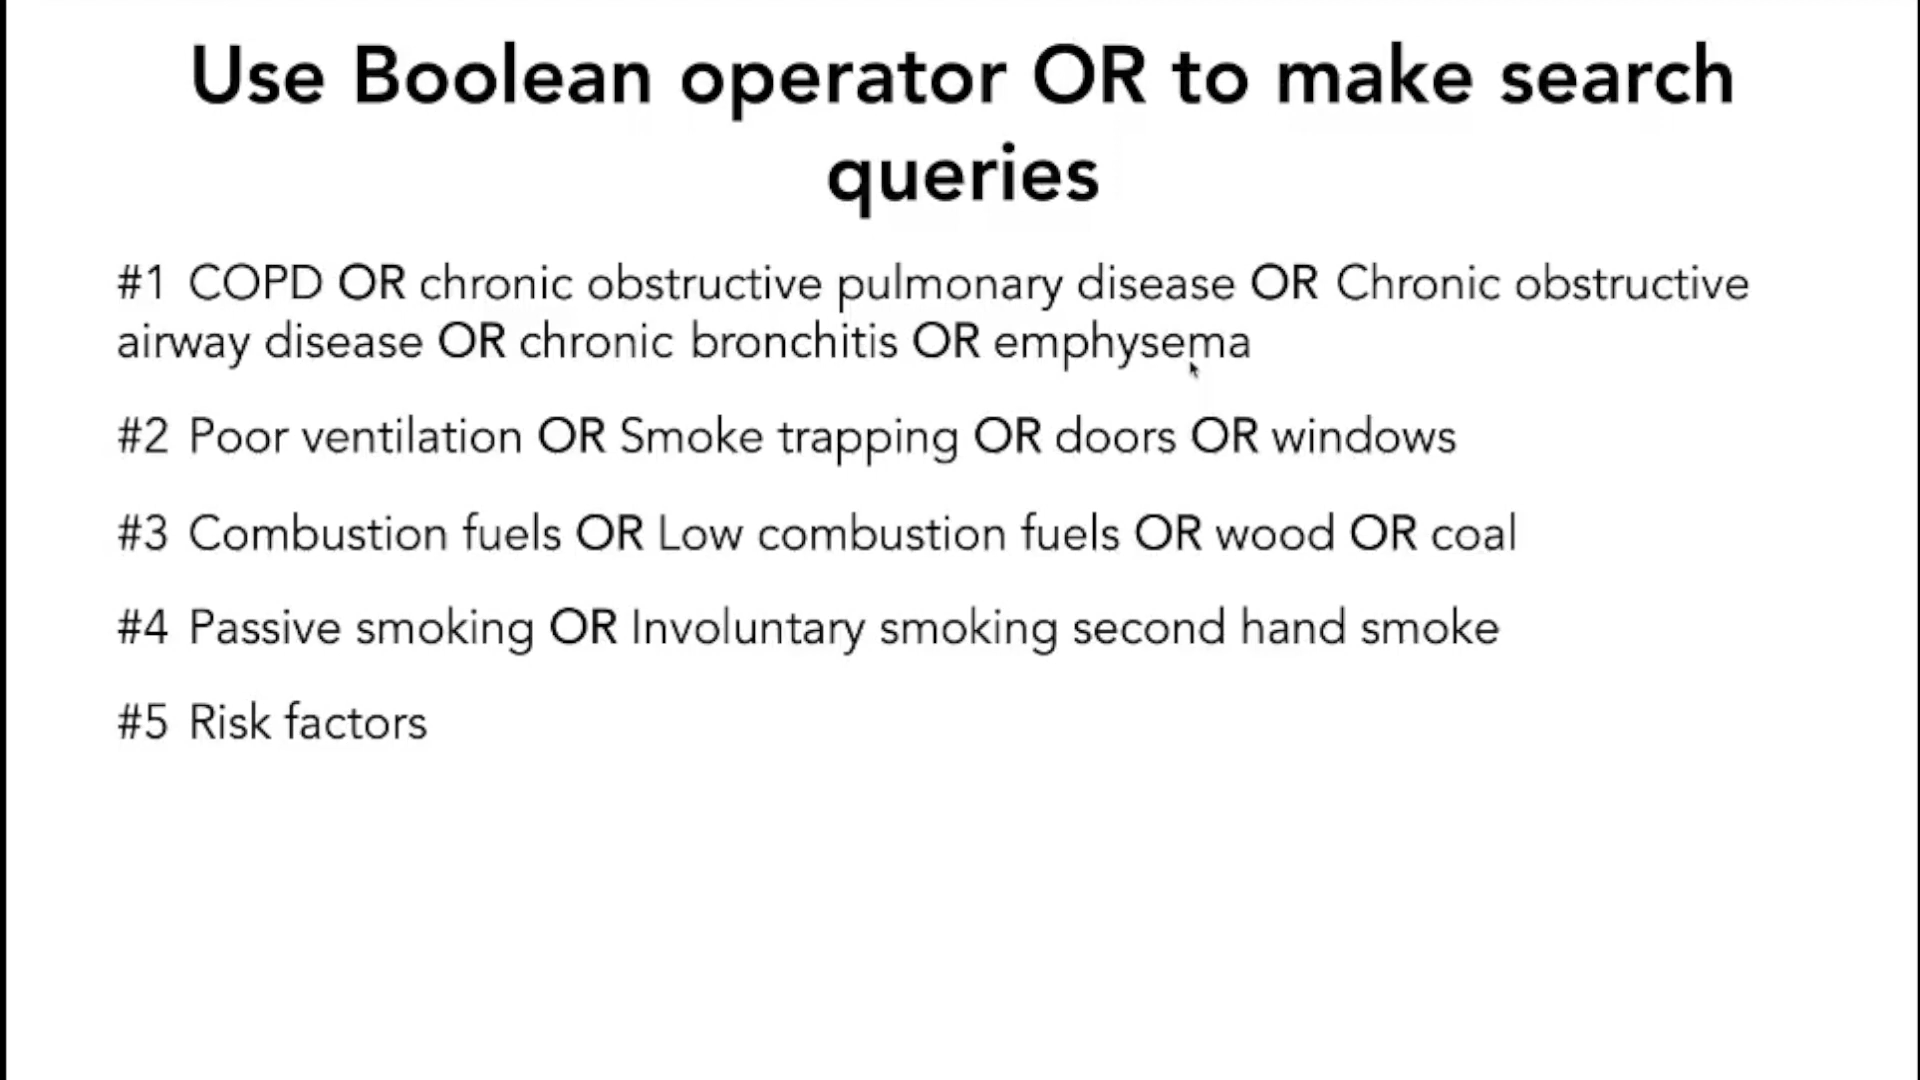 Use Boolean operator OR to make search
queries
#1 COPD OR chronic obstructive pulmonary disease OR Chronic obstructive
airway disease OR chronic bronchitis OR emphysema
#2 Poor ventilation OR Smoke trapping OR doors OR windows
#3 Combustion fuels OR Low combustion fuels OR wood OR coal
#4 Passive smoking OR Involuntary smoking second hand smoke
#5 Risk factors